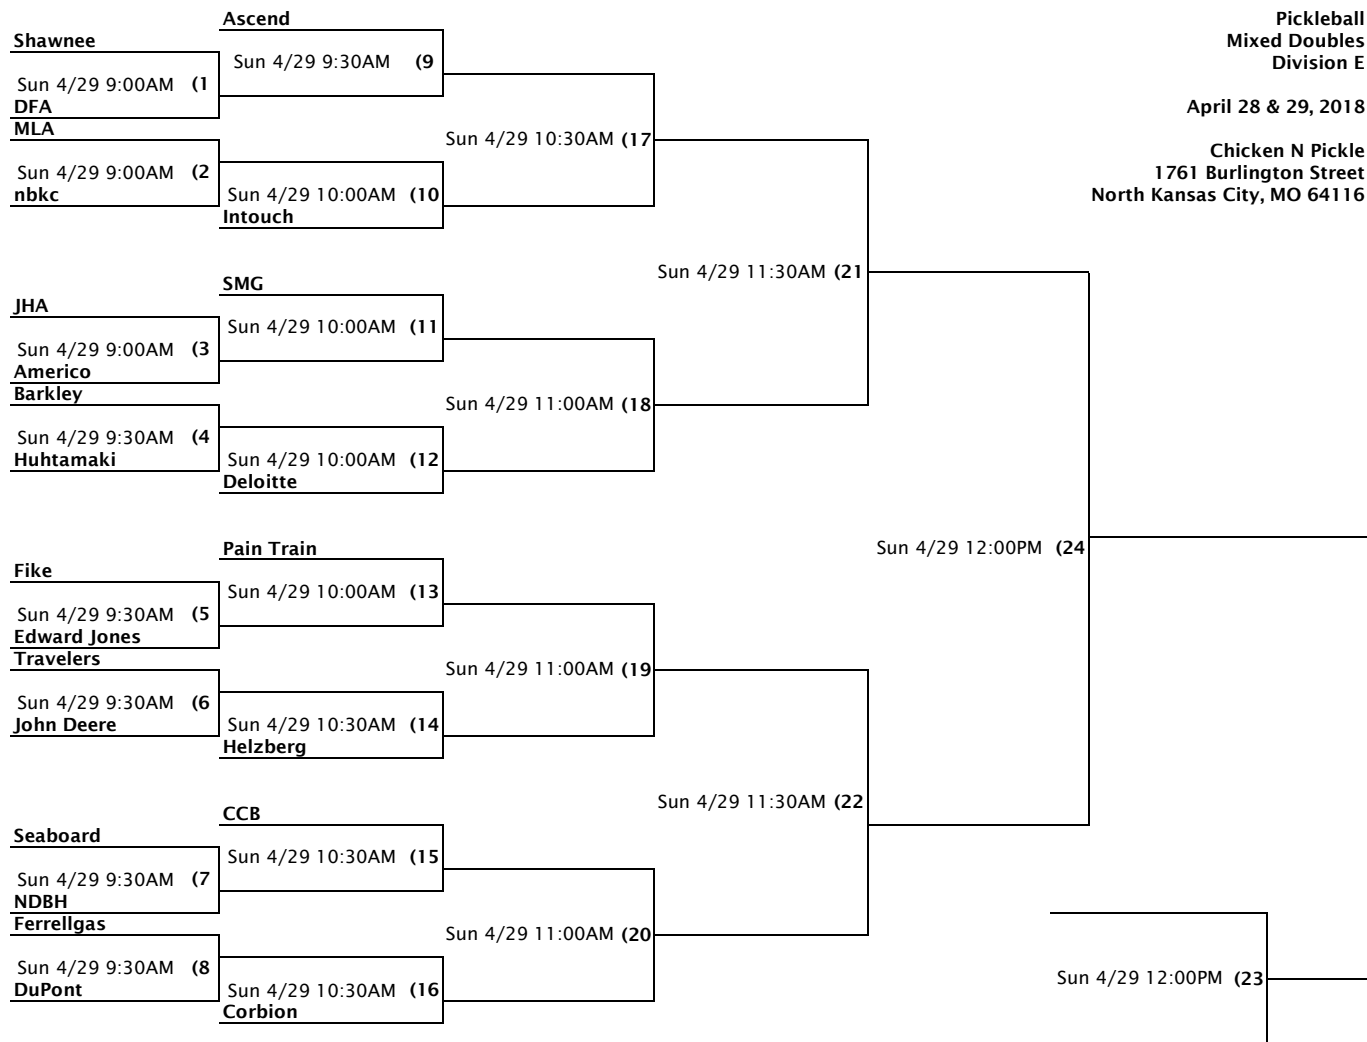 Pickleball
Mixed Doubles
Division E
April 28 & 29, 2018
Chicken N Pickle
1761 Burlington Street
North Kansas City, MO 64116
Ascend
Shawnee
Sun 4/29 9:30AM (9
Sun 4/29 9:00AM (1
DFA
MLA
Sun 4/29 10:30AM (17
Sun 4/29 9:00AM (2
nbkc
Sun 4/29 10:00AM (10
Intouch
Sun 4/29 11:30AM (21
SMG
JHA
Sun 4/29 10:00AM (11
Sun 4/29 9:00AM (3
Americo
Barkley
Sun 4/29 11:00AM (18
Sun 4/29 9:30AM (4
Huhtamaki
Sun 4/29 10:00AM (12
Deloitte
Pain Train
Sun 4/29 12:00PM (24
Fike
Sun 4/29 10:00AM (13
Sun 4/29 9:30AM (5
Edward Jones
Travelers
Sun 4/29 11:00AM (19
Sun 4/29 9:30AM (6
John Deere
Sun 4/29 10:30AM (14
Helzberg
Sun 4/29 11:30AM (22
CCB
Seaboard
Sun 4/29 10:30AM (15
Sun 4/29 9:30AM (7
NDBH
Ferrellgas
Sun 4/29 11:00AM (20
Sun 4/29 9:30AM (8
DuPont
Sun 4/29 10:30AM (16
Corbion
Sun 4/29 12:00PM (23